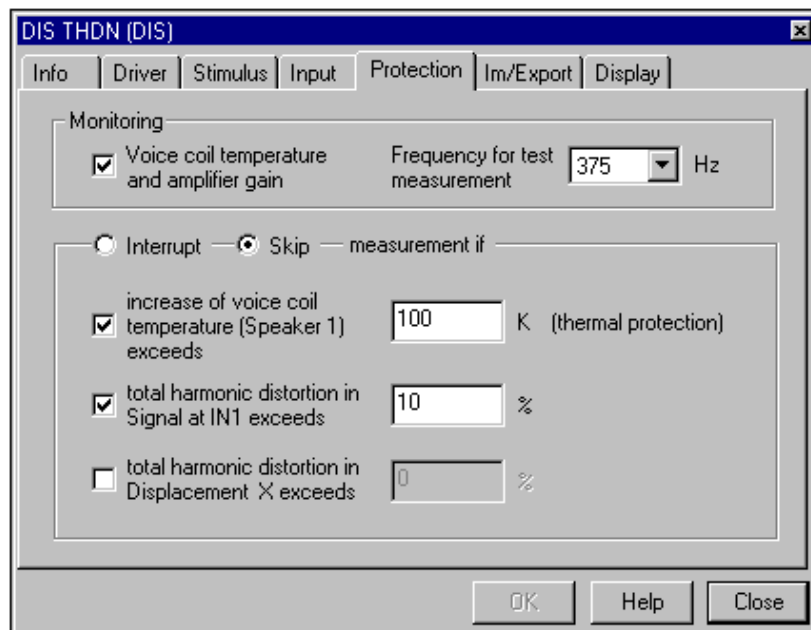 DIS THDN (DIS)
Info Driver Stimulus Input Protection Im/Export Display
Monitoring
Voice coil temperature
and amplifier gain
Frequency for test
measurement
375 Hz
Interrupt Skip measurement if
increase of voice coil
temperature (Speaker 1)
exceeds
100 K (thermal protection)
total harmonic distortion in
Signal at IN1 exceeds
10 %
total harmonic distortion in
Displacement X exceeds
0 %
OK Help Close